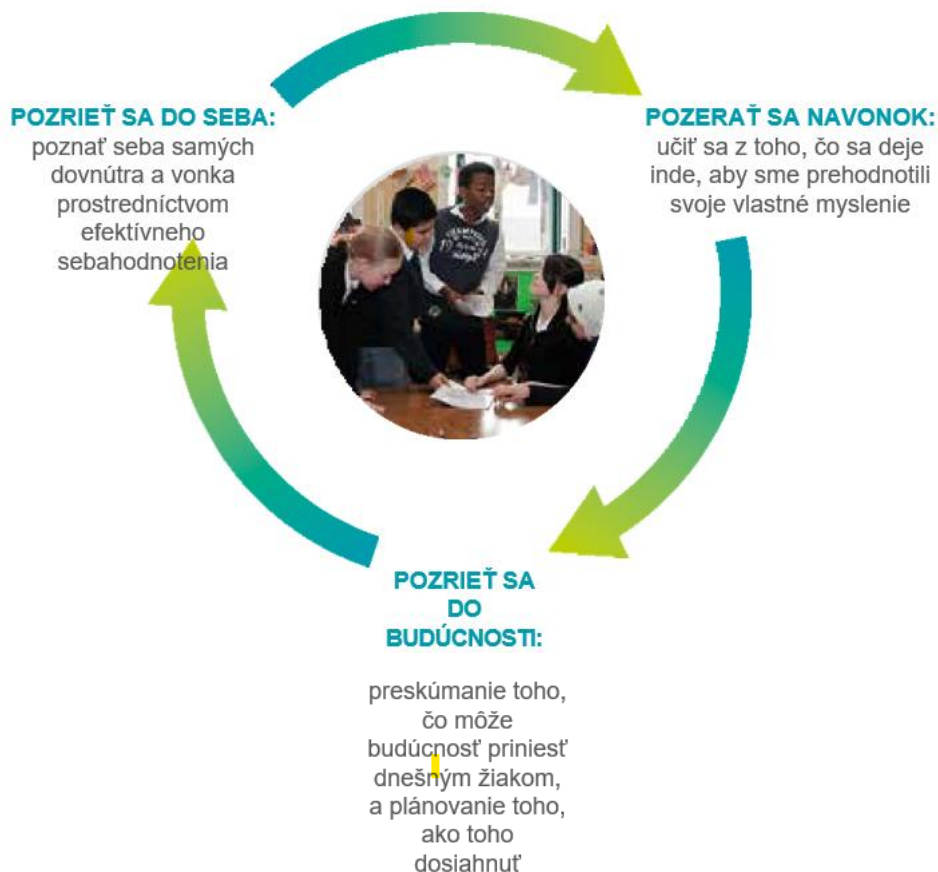 POZRIEŤ SA DO SEBA:
poznať seba samých
dovnútra a vonka
prostredníctvom
efektívneho
sebahodnotenia
POZERAŤ SA NAVONOK:
učiť sa z toho, čo sa deje
inde, aby sme prehodnotili
svoje vlastné myslenie
POZRIEŤ SA
DO
BUDÚCNOSTI:
preskúmanie toho,
čo môže
budúcnosť priniesť
dnešným žiakom,
a plánovanie toho,
ako toho
dosiahnuť